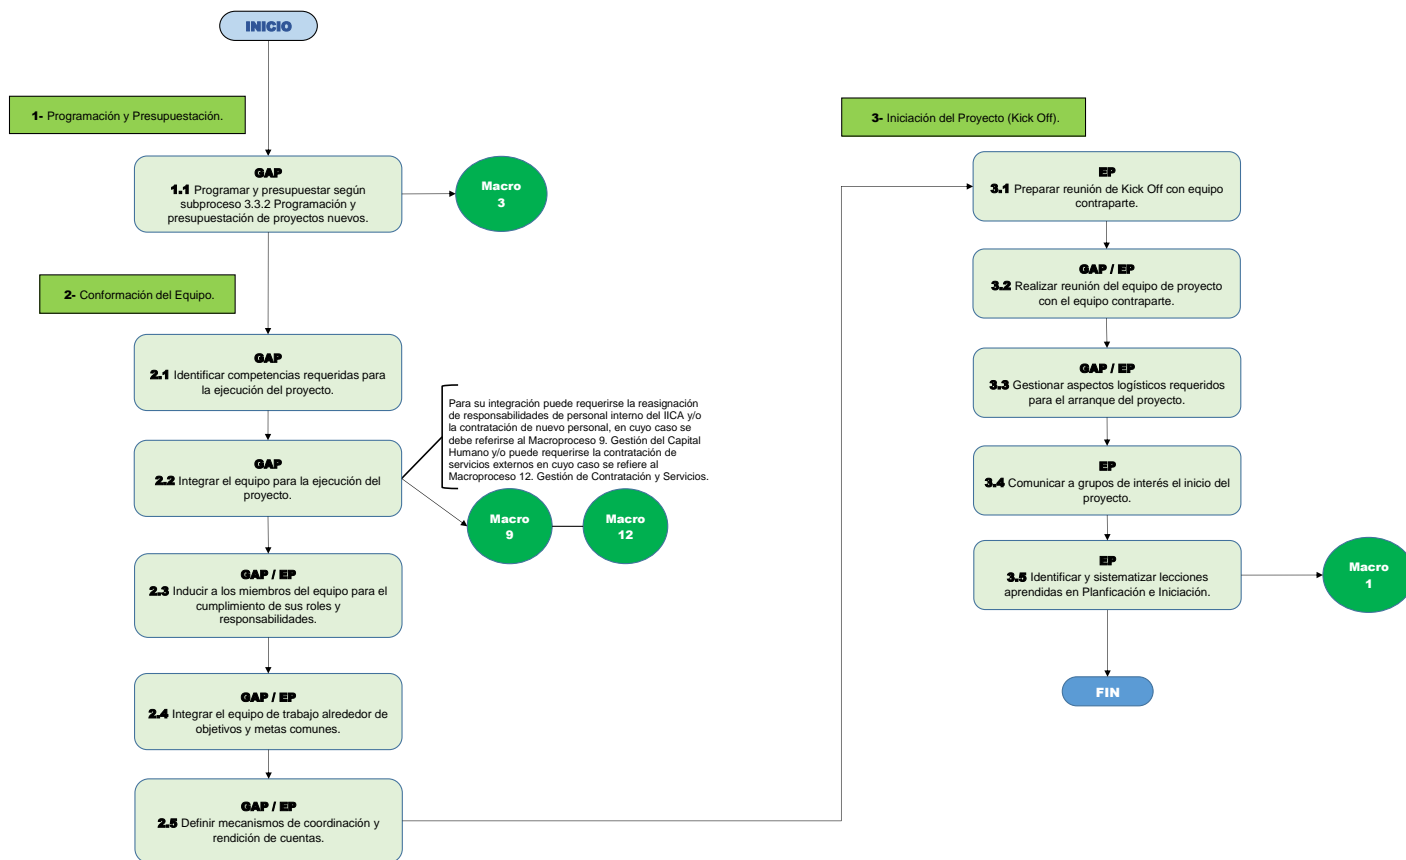 INICIO
1- Programación y Presupuestación.
GAP
1.1 Programar y presupuestar según
subproceso 3.3.2 Programación y
presupuestación de proyectos nuevos.
Macro
3
2- Conformación del Equipo.
GAP
2.1 Identificar competencias requeridas para
la ejecución del proyecto.
GAP
2.2 Integrar el equipo para la ejecución del
proyecto.
Para su integración puede requerirse la reasignación
de responsabilidades de personal interno del IICA y/o
la contratación de nuevo personal, en cuyo caso se
debe referirse al Macroproceso 9. Gestión del Capital
Humano y/o puede requerirse la contratación de
servicios externos en cuyo caso se refiere al
Macroproceso 12. Gestión de Contratación y Servicios.
Macro
9
Macro
12
GAP / EP
2.3 Inducir a los miembros del equipo para el
cumplimiento de sus roles y
responsabilidades.
GAP / EP
2.4 Integrar el equipo de trabajo alrededor de
objetivos y metas comunes.
GAP / EP
2.5 Definir mecanismos de coordinación y
rendición de cuentas.
3- Iniciación del Proyecto (Kick Off).
EP
3.1 Preparar reunión de Kick Off con equipo
contraparte.
GAP / EP
3.2 Realizar reunión del equipo de proyecto
con el equipo contraparte.
GAP / EP
3.3 Gestionar aspectos logísticos requeridos
para el arranque del proyecto.
EP
3.4 Comunicar a grupos de interés el inicio del
proyecto.
EP
3.5 Identificar y sistematizar lecciones
aprendidas en Planficación e Iniciación.
Macro
1
FIN